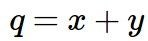 q = x + y